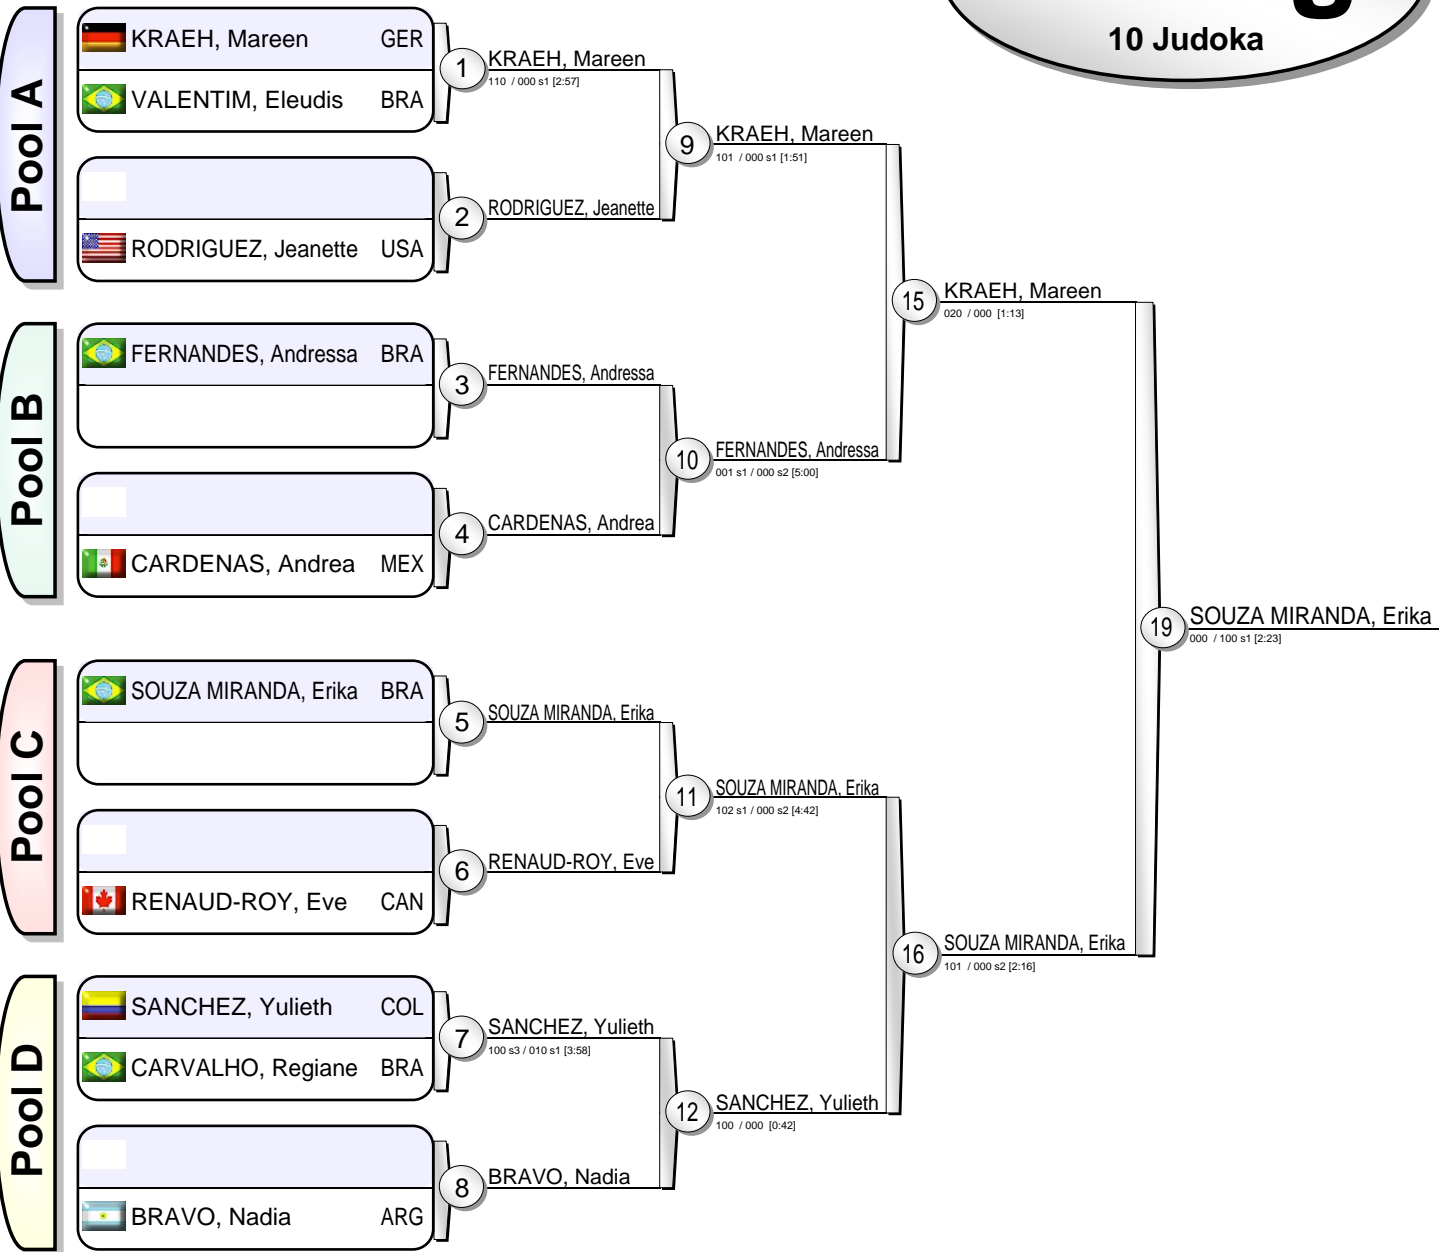 10 Judoka
Pool A
KRAEH, Mareen GER
VALENTIM, Eleudis BRA
RODRIGUEZ, Jeanette USA
1
KRAEH, Mareen
110 / 000 s1 [2:57]
2
RODRIGUEZ, Jeanette
9
KRAEH, Mareen
101 / 000 s1 [1:51]
Pool B
FERNANDES, Andressa BRA
CARDENAS, Andrea MEX
3
FERNANDES, Andressa
4
CARDENAS, Andrea
10
FERNANDES, Andressa
001 s1 / 000 s2 [5:00]
15
KRAEH, Mareen
020 / 000 [1:13]
Pool C
SOUZA MIRANDA, Erika BRA
RENAUD-ROY, Eve CAN
5
SOUZA MIRANDA, Erika
6
RENAUD-ROY, Eve
11
SOUZA MIRANDA, Erika
102 s1 / 000 s2 [4:42]
Pool D
SANCHEZ, Yulieth COL
CARVALHO, Regiane BRA
BRAVO, Nadia ARG
7
SANCHEZ, Yulieth
100 s3 / 010 s1 [3:58]
8
BRAVO, Nadia
12
SANCHEZ, Yulieth
100 / 000 [0:42]
16
SOUZA MIRANDA, Erika
101 / 000 s2 [2:16]
19
SOUZA MIRANDA, Erika
000 / 100 s1 [2:23]